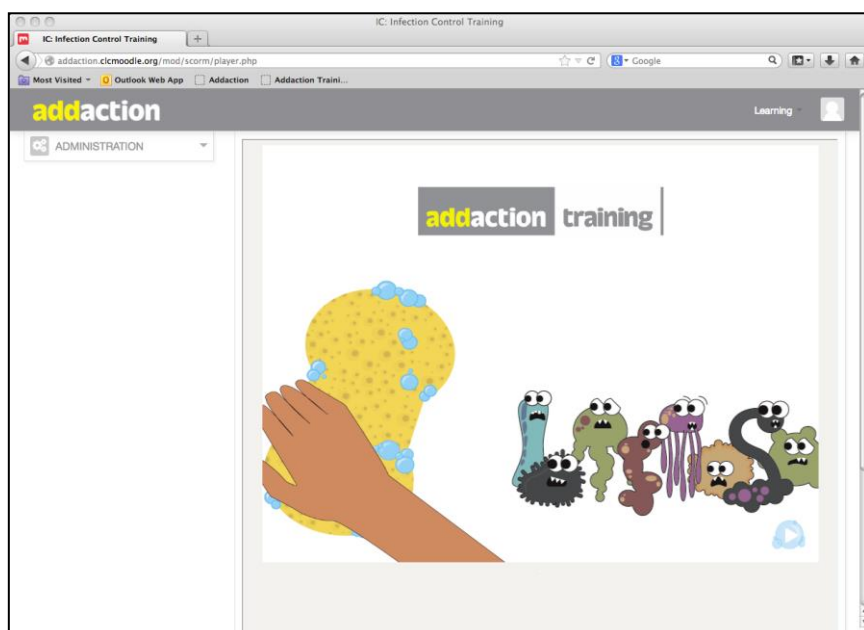 IC: Infection Control Training
IC: Infection Control Training
addaction.clcmoodle.org/mod/scorm/player.php
Google
Most Visited
Outlook Web App
Addaction
Addaction Traini...
addaction
Learning
ADMINISTRATION
addaction training